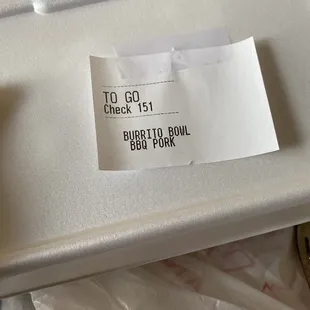 TO GO
Check 151
BURRITO BOWL
BBQ PORK